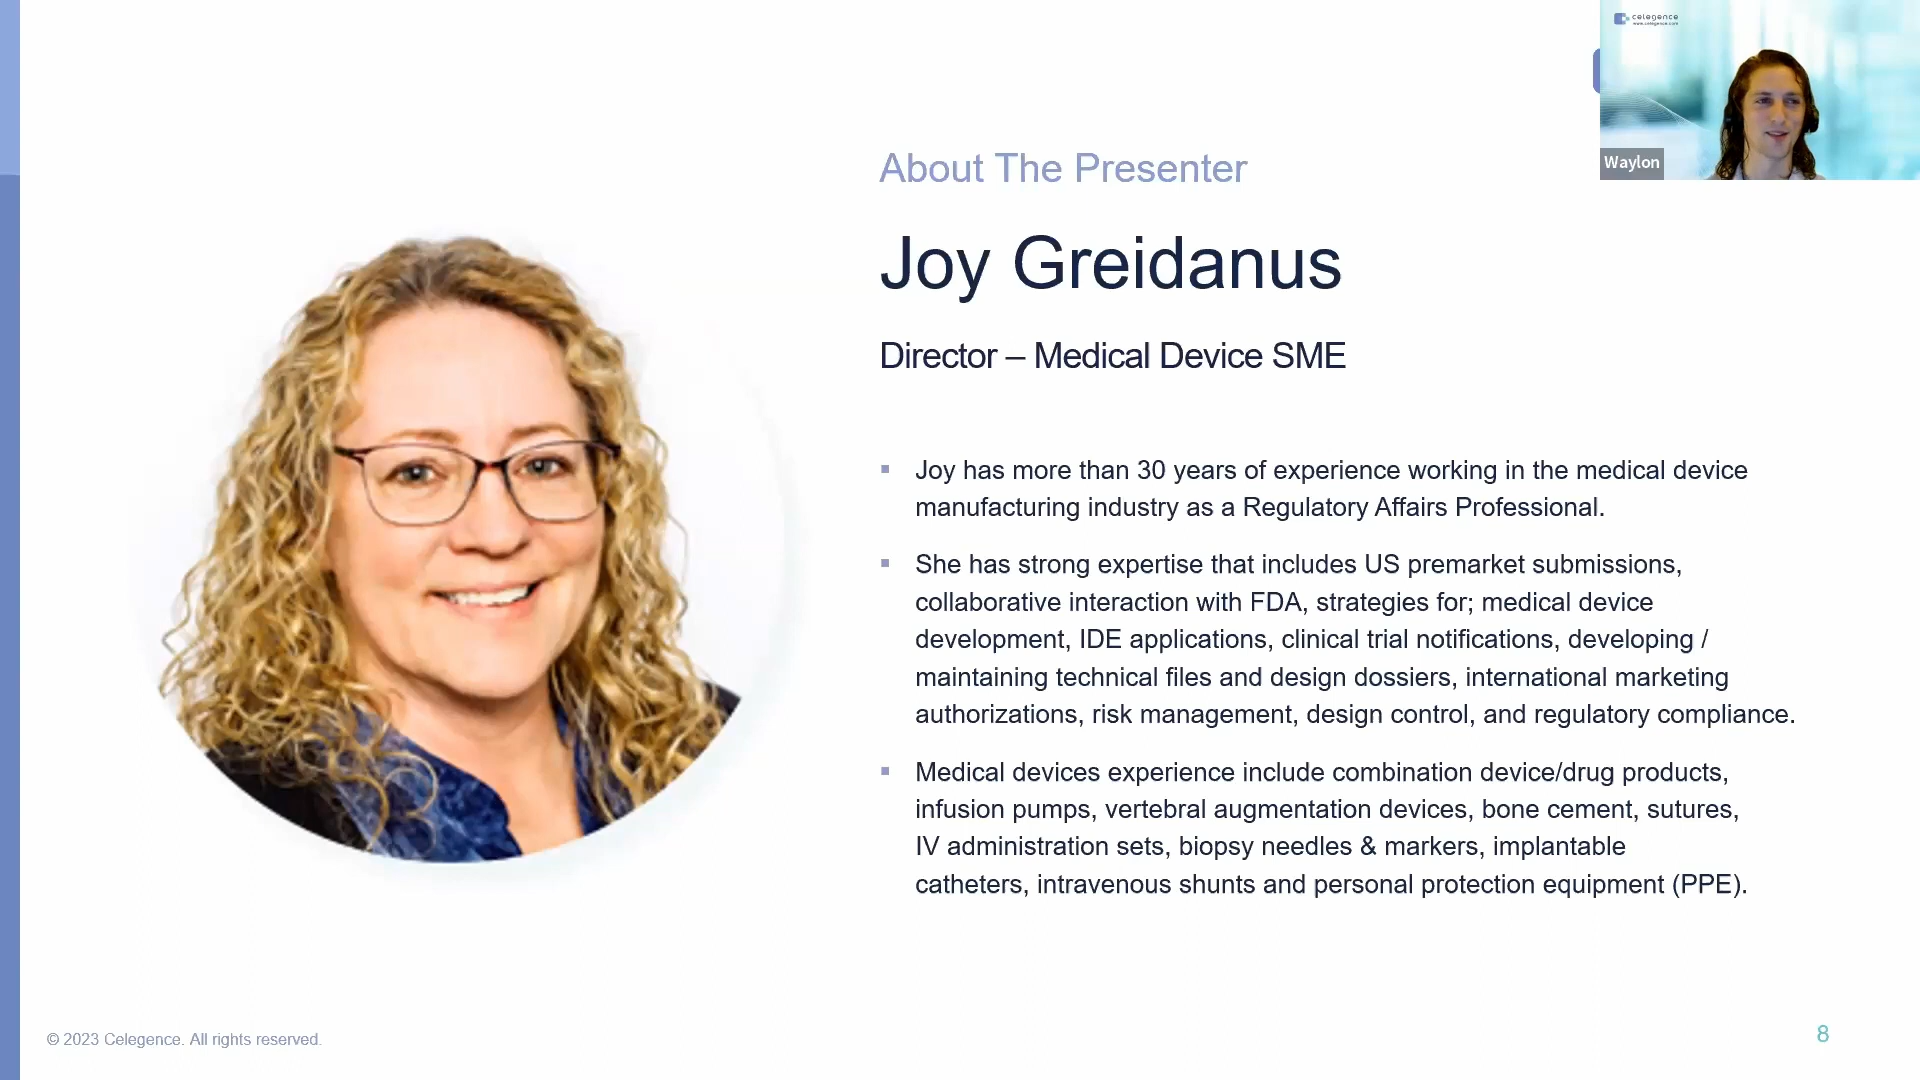 celegence
www.celegence.com
Waylon
About The Presenter
Joy Greidanus
Director – Medical Device SME
▪ Joy has more than 30 years of experience working in the medical device
manufacturing industry as a Regulatory Affairs Professional.
▪ She has strong expertise that includes US premarket submissions,
collaborative interaction with FDA, strategies for; medical device
development, IDE applications, clinical trial notifications, developing /
maintaining technical files and design dossiers, international marketing
authorizations, risk management, design control, and regulatory compliance.
▪ Medical devices experience include combination device/drug products,
infusion pumps, vertebral augmentation devices, bone cement, sutures,
IV administration sets, biopsy needles & markers, implantable
catheters, intravenous shunts and personal protection equipment (PPE).
© 2023 Celegence. All rights reserved.
8